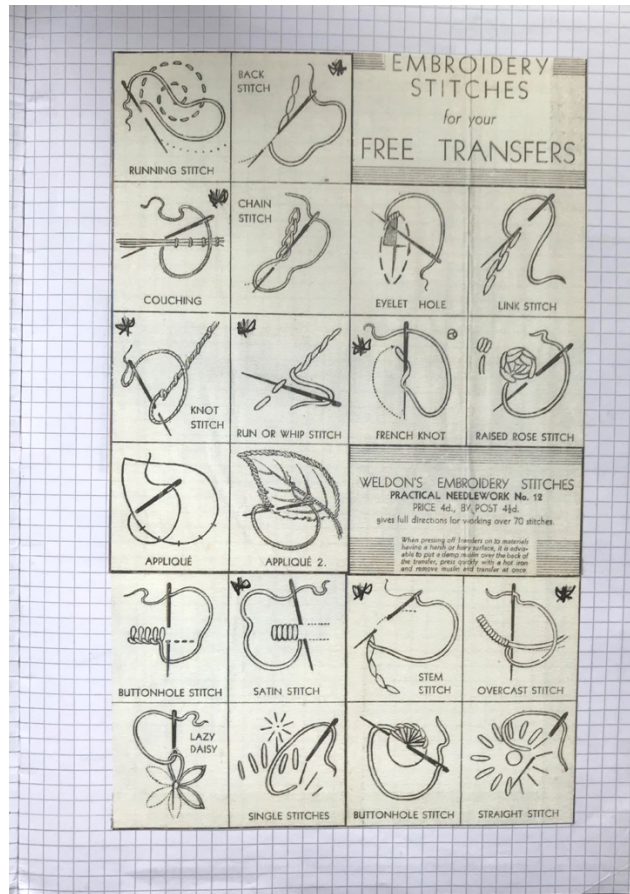 RUNNING STITCH
BACK
STITCH
EMBROIDERY
STITCHES
for your
FREE TRANSFERS
COUCHING
CHAIN
STITCH
EYELET HOLE
LINK STITCH
KNOT
STITCH
RUN OR WHIP STITCH
FRENCH KNOT
RAISED ROSE STITCH
APPLIQUÉ
APPLIQUÉ 2.
WELDON'S EMBROIDERY STITCHES
PRACTICAL NEEDLEWORK No. 12
PRICE 4d., BY POST 4½d.
gives full directions for working over 70 stitches.
When pressing off transfers on to materials
having a harsh or hairy surface, it is advis-
able to put a damp muslin over the back of
the transfer, press quickly with a hot iron
and remove muslin and transfer at once.
BUTTONHOLE STITCH
SATIN STITCH
STEM
STITCH
OVERCAST STITCH
LAZY
DAISY
SINGLE STITCHES
BUTTONHOLE STITCH
STRAIGHT STITCH